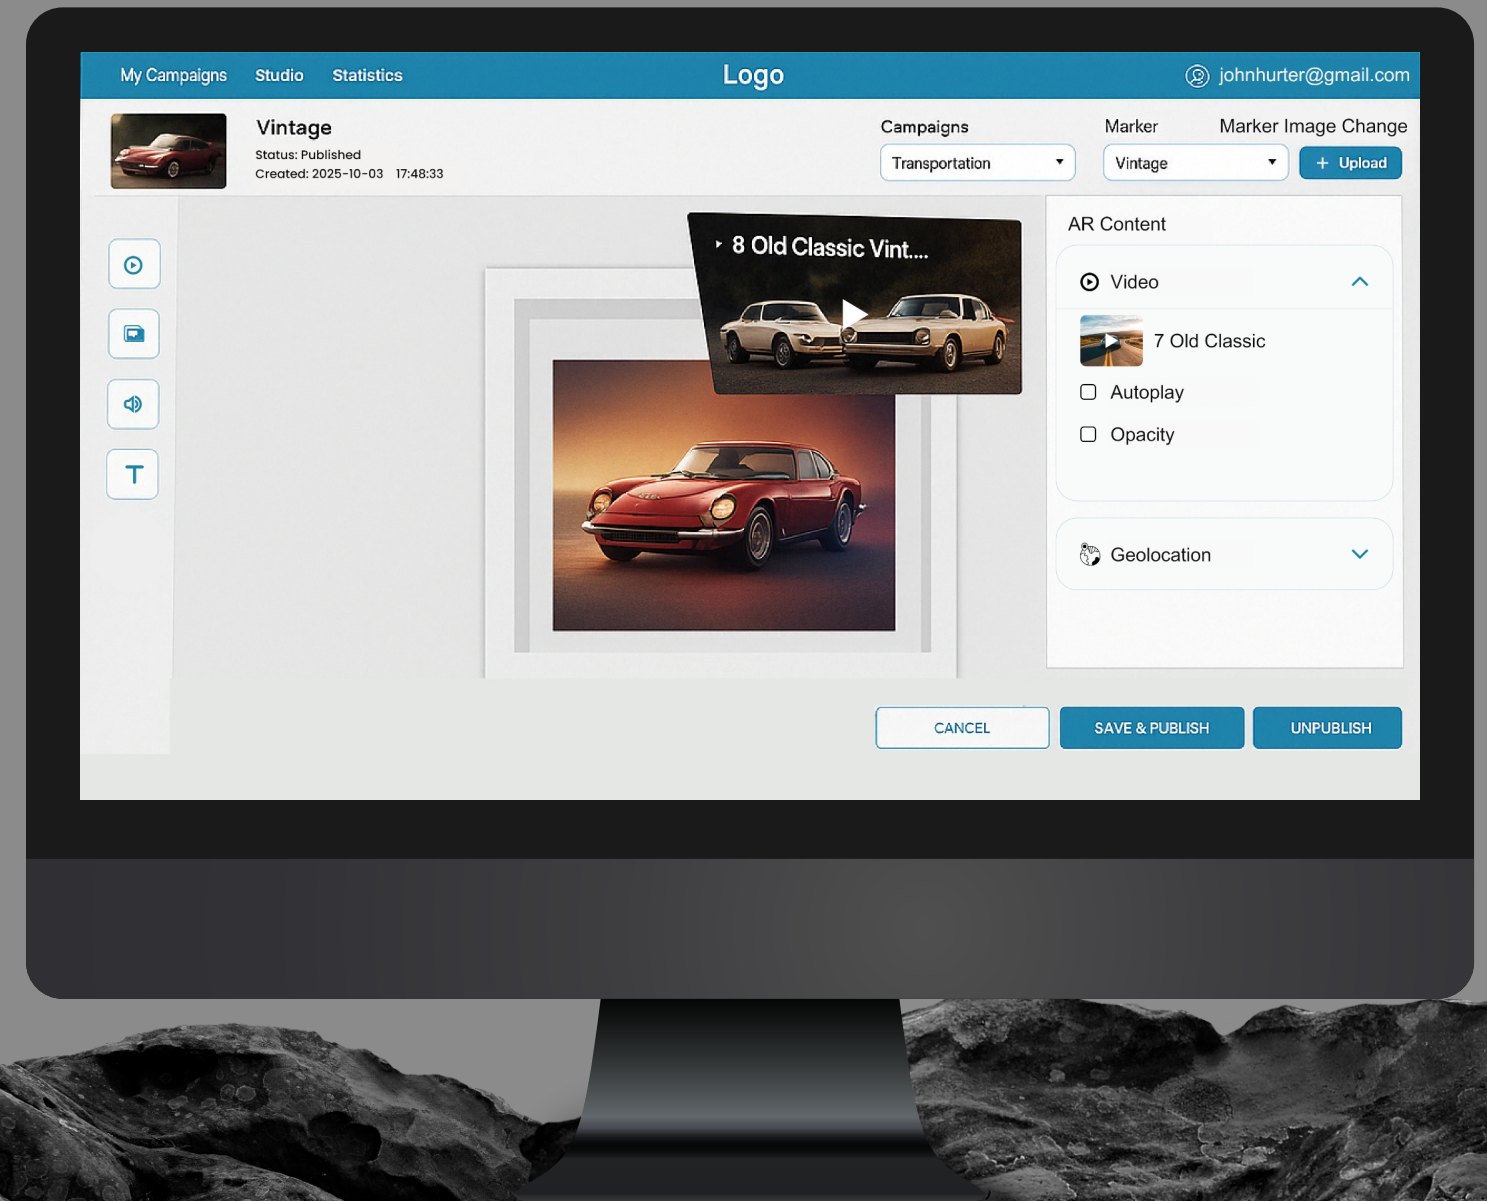 My Campaigns Studio Statistics Logo johnhurter@gmail.com
Vintage
Status: Published
Created: 2025-10-03 17:48:33
Campaigns Marker Marker Image Change
Transportation Vintage + Upload
AR Content
8 Old Classic Vint....
Video
7 Old Classic
Autoplay
Opacity
T
Geolocation
CANCEL SAVE & PUBLISH UNPUBLISH